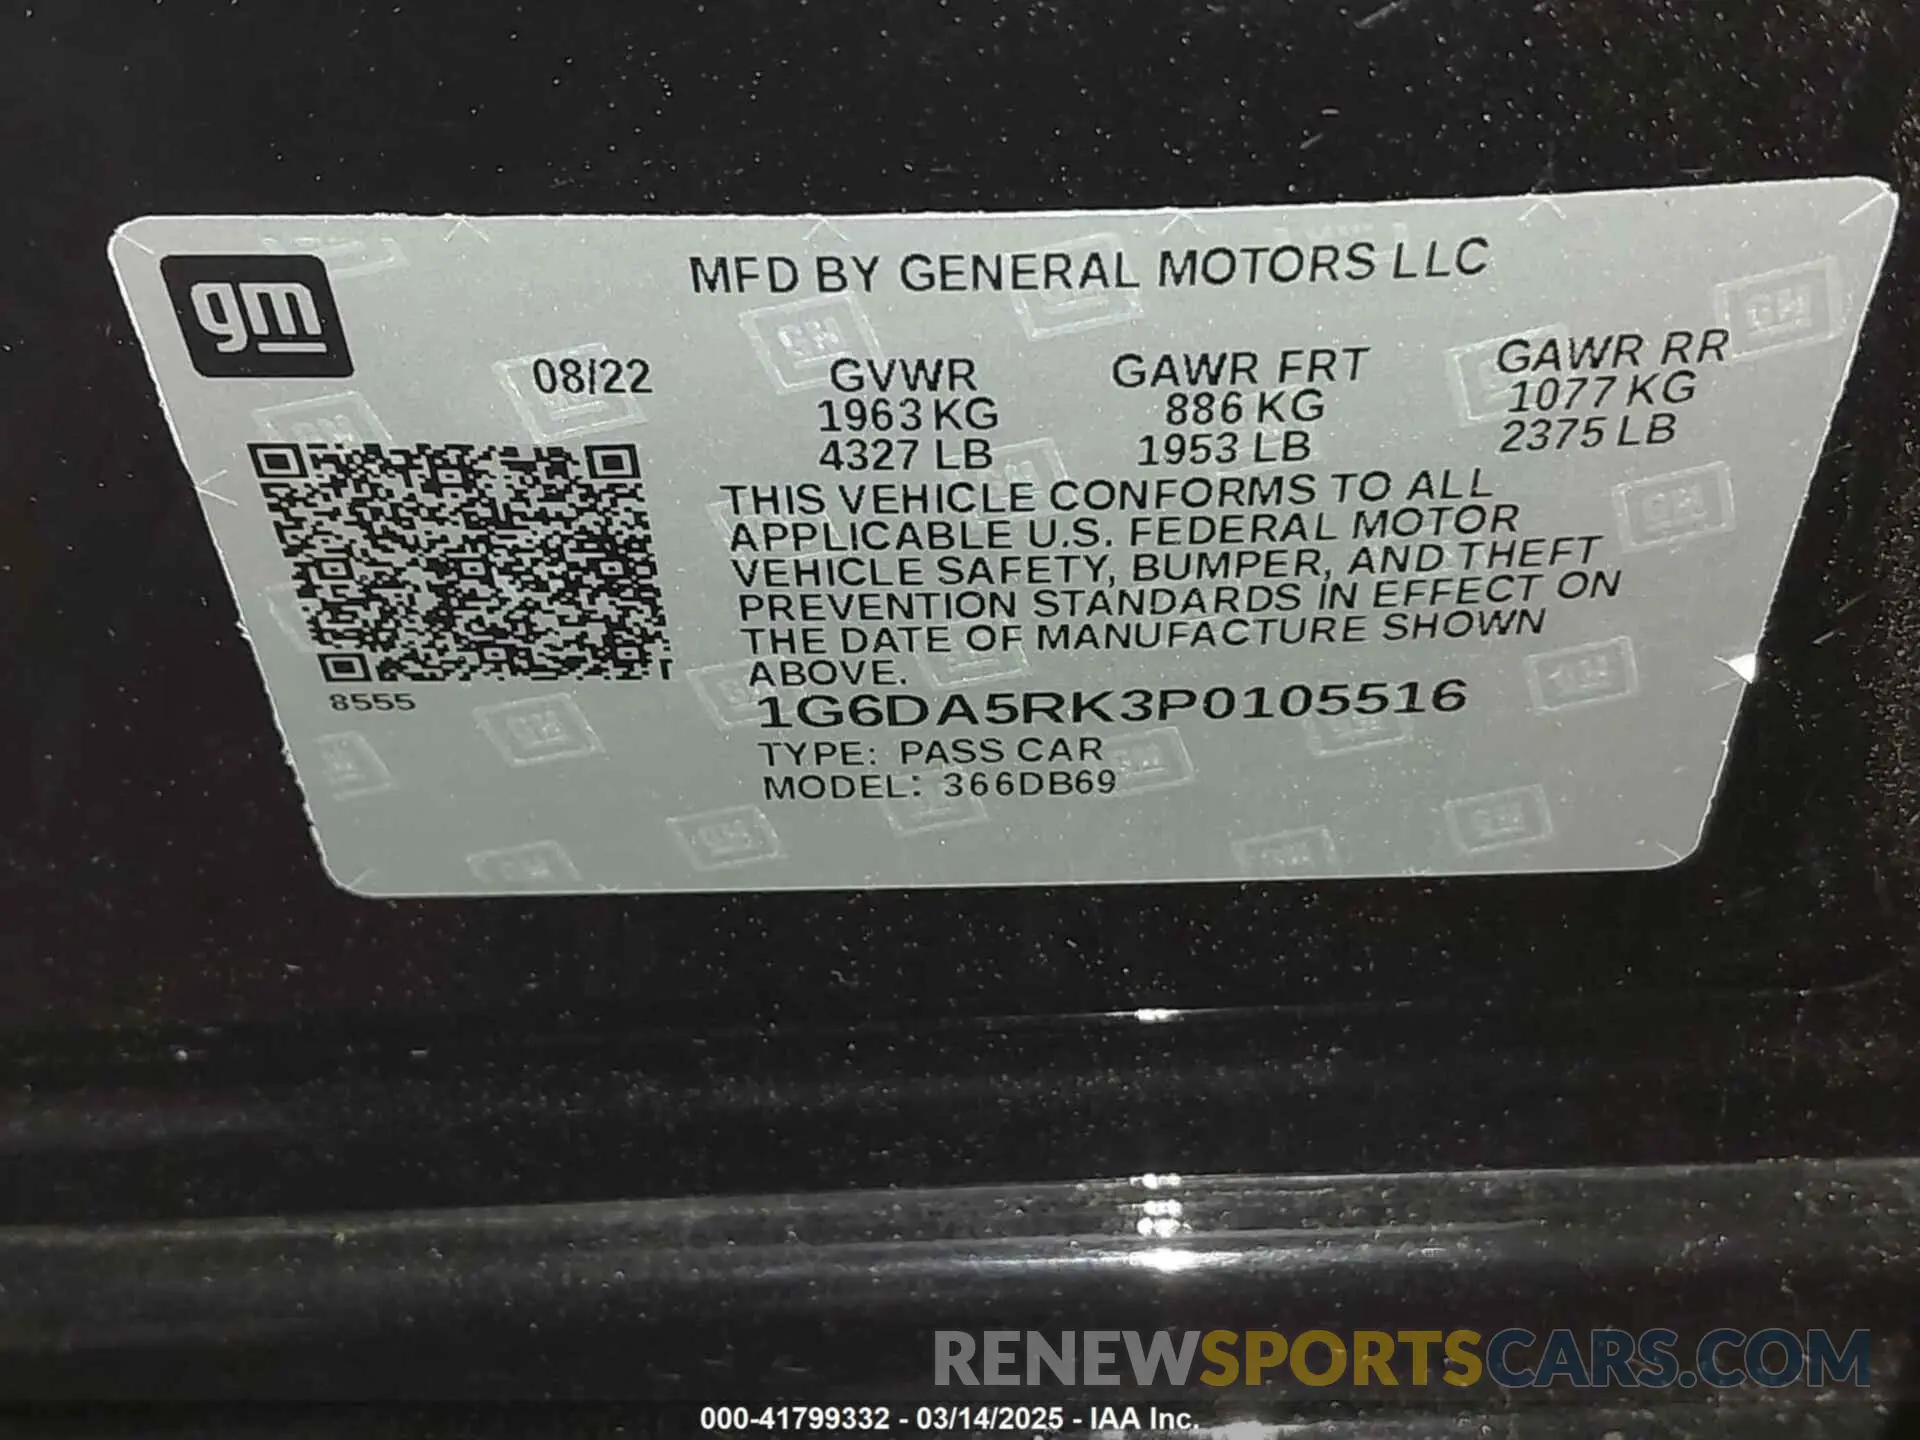 MFD BY GENERAL MOTORS LLC
gm
08/22
GVWR
1963 KG
4327 LB
GAWR FRT
886 KG
1953 LB
GAWR RR
1077 KG
2375 LB
THIS VEHICLE CONFORMS TO ALL
APPLICABLE U.S. FEDERAL MOTOR
VEHICLE SAFETY, BUMPER, AND THEFT
PREVENTION STANDARDS IN EFFECT ON
THE DATE OF MANUFACTURE SHOWN
ABOVE.
8555
1G6DA5RK3P0105516
TYPE: PASS CAR
MODEL: 366DB69
RENEWSPORTSCARS.COM
000-41799332 - 03/14/2025 - IAA Inc.